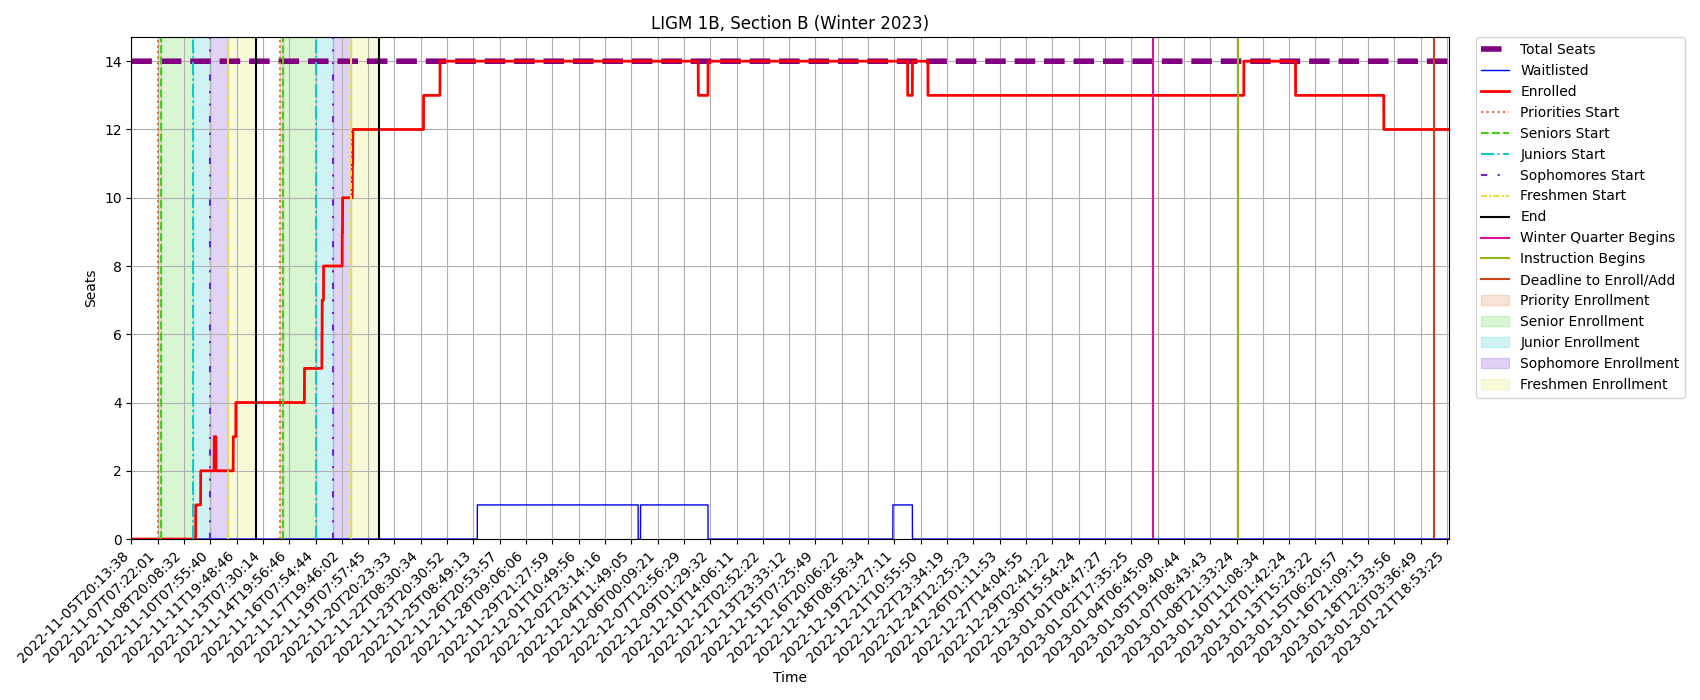 LIGM 1B, Section B (Winter 2023)
Seats
14
12
10
8
6
4
2
0
2022-11-05T20:13:38
2022-11-07T07:22:01
2022-11-08T20:08:32
2022-11-10T07:55:40
2022-11-11T19:48:46
2022-11-13T07:30:14
2022-11-14T19:56:46
2022-11-16T07:54:44
2022-11-17T19:46:02
2022-11-19T07:57:45
2022-11-20T20:23:33
2022-11-22T08:30:34
2022-11-23T20:30:52
2022-11-25T08:49:13
2022-11-26T20:53:57
2022-11-28T09:06:06
2022-11-29T21:27:59
2022-12-01T10:49:56
2022-12-02T23:14:16
2022-12-04T11:49:05
2022-12-06T00:09:21
2022-12-07T12:56:29
2022-12-09T01:29:32
2022-12-10T14:06:11
2022-12-12T02:52:22
2022-12-13T23:33:12
2022-12-15T07:25:49
2022-12-16T20:06:22
2022-12-18T08:58:34
2022-12-19T21:27:11
2022-12-21T10:55:50
2022-12-22T23:34:19
2022-12-24T12:25:23
2022-12-26T01:11:53
2022-12-27T14:04:55
2022-12-29T02:41:22
2022-12-30T15:54:24
2023-01-01T04:47:27
2023-01-02T17:35:25
2023-01-04T06:45:09
2023-01-05T19:40:44
2023-01-07T08:43:43
2023-01-08T21:33:24
2023-01-10T11:08:34
2023-01-12T01:42:24
2023-01-13T15:23:22
2023-01-15T06:20:57
2023-01-16T21:09:15
2023-01-18T12:33:56
2023-01-20T03:36:49
2023-01-21T18:53:25
Time
Total Seats
Waitlisted
Enrolled
Priorities Start
Seniors Start
Juniors Start
Sophomores Start
Freshmen Start
End
Winter Quarter Begins
Instruction Begins
Deadline to Enroll/Add
Priority Enrollment
Senior Enrollment
Junior Enrollment
Sophomore Enrollment
Freshmen Enrollment